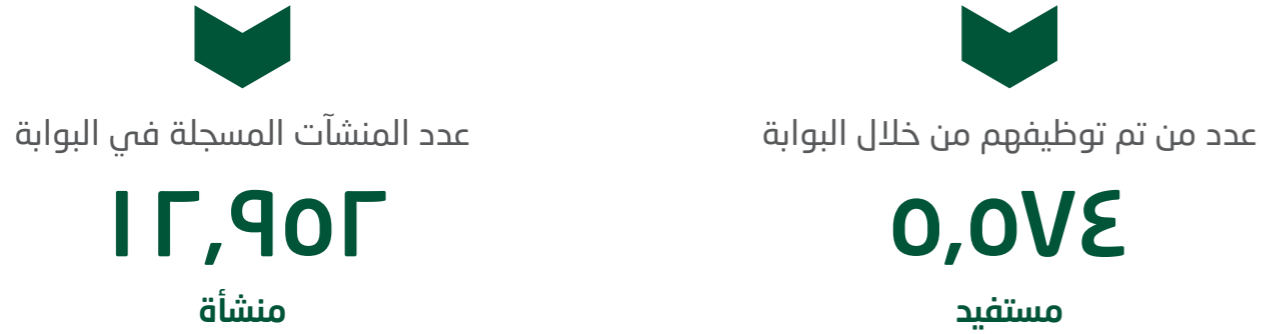 عدد من تم توظيفهم من خلال البوابة
٥,٥٧٤
مستفيد
عدد المنشآت المسجلة في البوابة
١٢,٩٥٢
منشأة